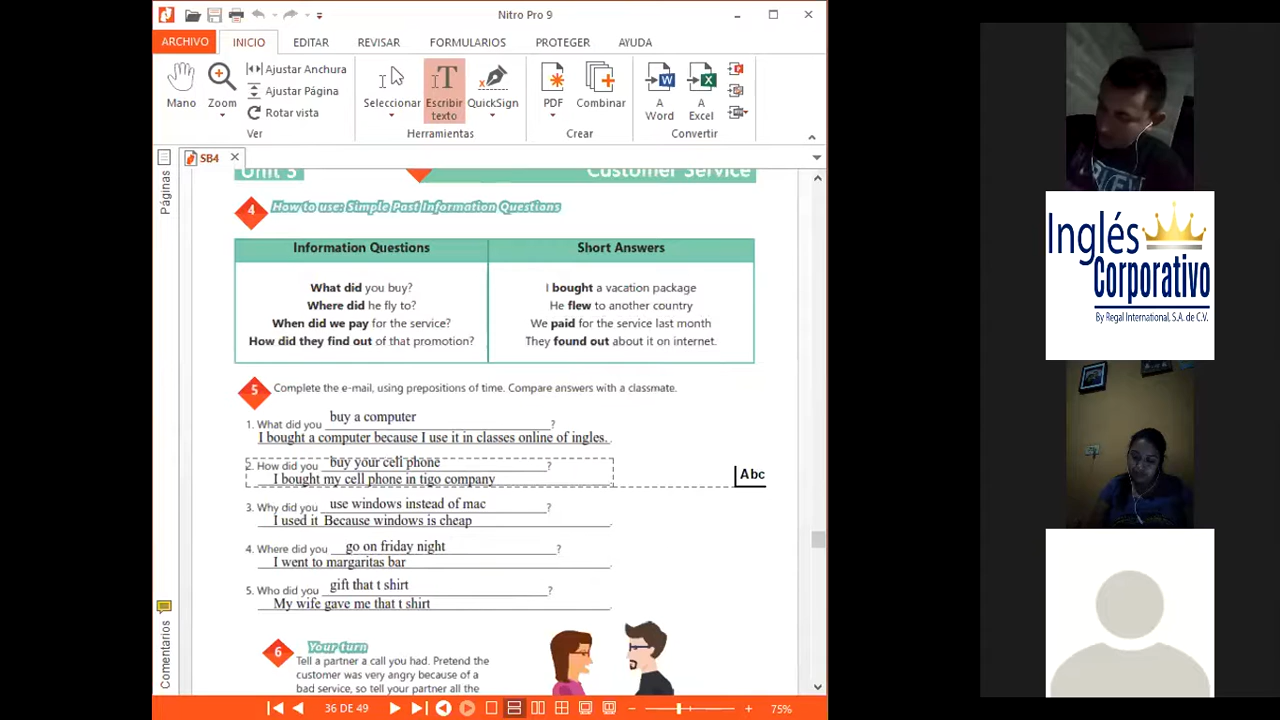 Nitro Pro 9
ARCHIVO
INICIO
EDITAR
REVISAR
FORMULARIOS
PROTEGER
AYUDA
Mano
Zoom
Ajustar Anchura
Ajustar Página
Rotar vista
Ver
Seleccionar
Escribir texto
QuickSign
Herramientas
PDF
Combinar
Crear
A Word
A Excel
Convertir
SB4
Páginas
Unit 3
Customer Service
4
How to use: Simple Past Information Questions
Information Questions
Short Answers
What did you buy?
I bought a vacation package
Where did he fly to?
He flew to another country
When did we pay for the service?
We paid for the service last month
How did they find out of that promotion?
They found out about it on internet.
5
Complete the e-mail, using prepositions of time. Compare answers with a classmate.
1. What did you buy a computer ?
I bought a computer because I use it in classes online of ingles.
2. How did you buy your cell phone ?
I bought my cell phone in tigo company
Abc
3. Why did you use windows instead of mac ?
I used it Because windows is cheap
4. Where did you go on friday night ?
I went to margaritas bar
5. Who did you gift that t shirt ?
My wife gave me that t shirt
6
Your turn
Tell a partner a call you had. Pretend the
customer was very angry because of a
bad service, so tell your partner all the
Comentarios
36 DE 49
75%
Inglés
Corporativo
By Regal International, S.A. de C.V.